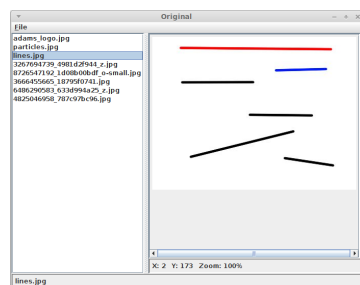 Original
File
adams_logo.jpg
particles.jpg
lines.jpg
3267694739_4981d2f944_z.jpg
8726547192_1d08b00bdf_o-small.jpg
3666455665_18795f0741.jpg
6486290583_633d994a25_z.jpg
4825046958_787c97bc96.jpg
X: 2 Y: 173 Zoom: 100%
lines.jpg